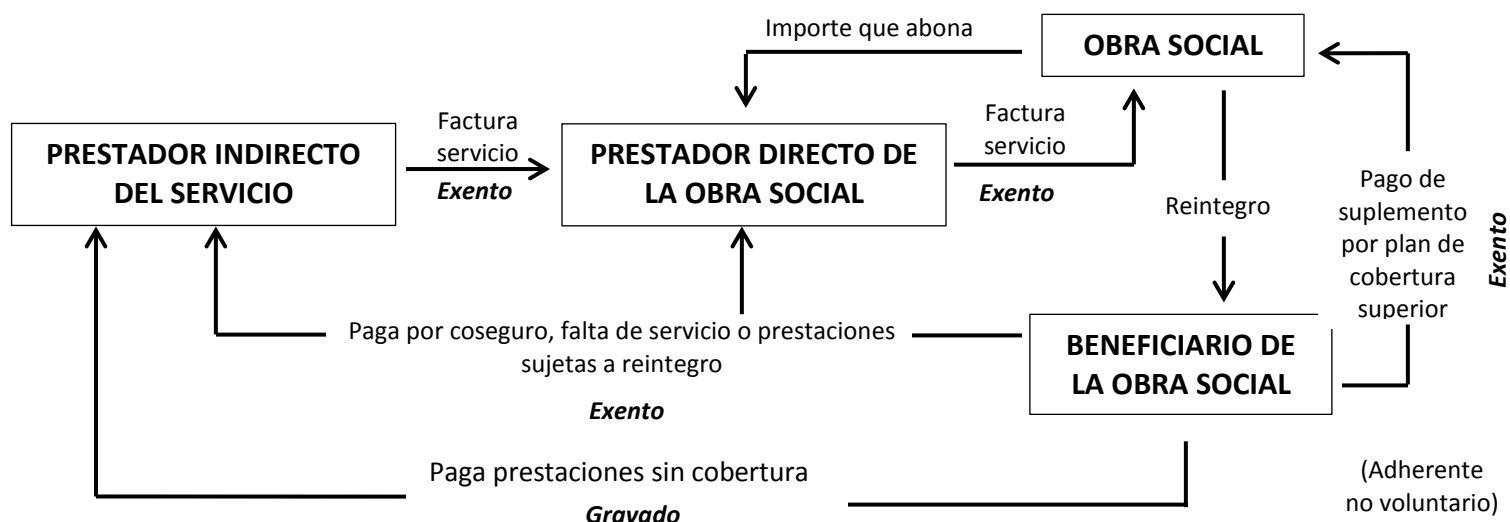 Importe que abona
OBRA SOCIAL
Factura
servicio
Exento
PRESTADOR INDIRECTO
DEL SERVICIO
PRESTADOR DIRECTO DE
LA OBRA SOCIAL
Factura
servicio
Exento
Reintegro
Pago de
suplemento
por plan de
cobertura
superior
Exento
Paga por coseguro, falta de servicio o prestaciones
sujetas a reintegro
Exento
BENEFICIARIO DE
LA OBRA SOCIAL
Paga prestaciones sin cobertura
Gravado
(Adherente
no voluntario)